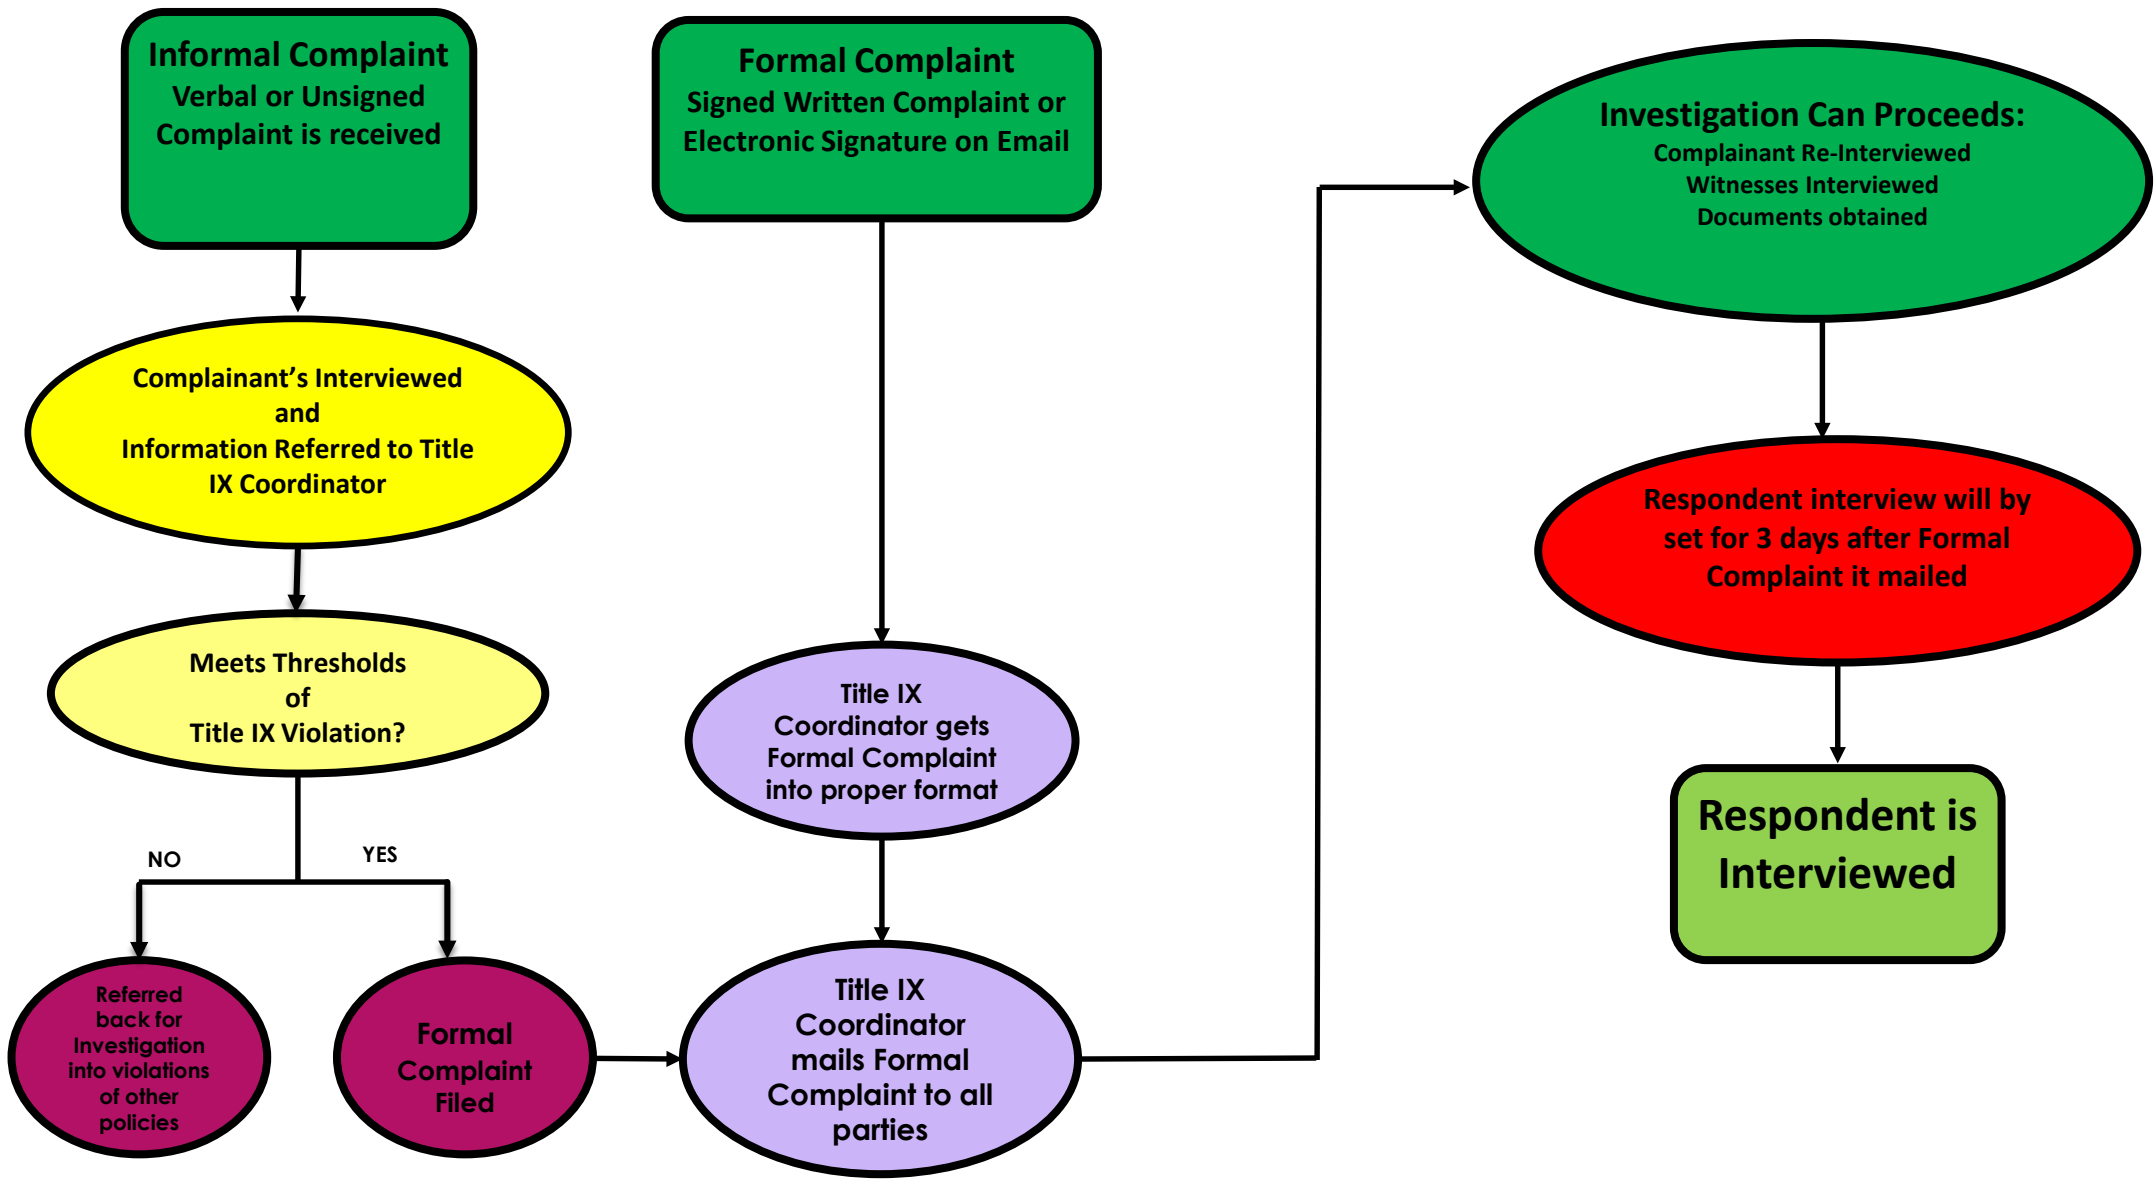 Informal Complaint
Verbal or Unsigned
Complaint is received
Complainant's Interviewed
and
Information Referred to Title
IX Coordinator
Meets Thresholds
of
Title IX Violation?
NO
YES
Referred
back for
Investigation
into violations
of other
policies
Formal
Complaint
Filed
Formal Complaint
Signed Written Complaint or
Electronic Signature on Email
Title IX
Coordinator gets
Formal Complaint
into proper format
Title IX
Coordinator
mails Formal
Complaint to all
parties
Investigation Can Proceeds:
Complainant Re-Interviewed
Witnesses Interviewed
Documents obtained
Respondent interview will by
set for 3 days after Formal
Complaint it mailed
Respondent is
Interviewed